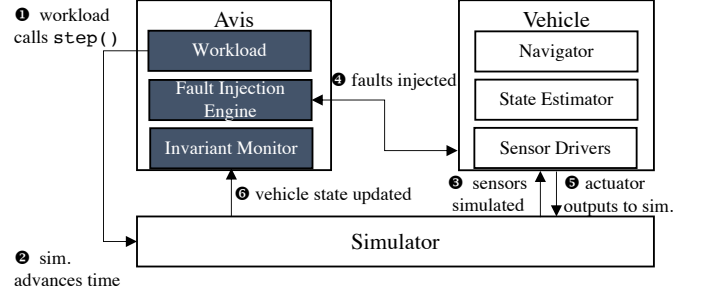 ❶ workload
calls step()
Avis
Workload
Fault Injection
Engine
Invariant Monitor
❹ faults injected
Vehicle
Navigator
State Estimator
Sensor Drivers
❻ vehicle state updated
❸ sensors
simulated
❺ actuator
outputs to sim.
Simulator
❷ sim.
advances time